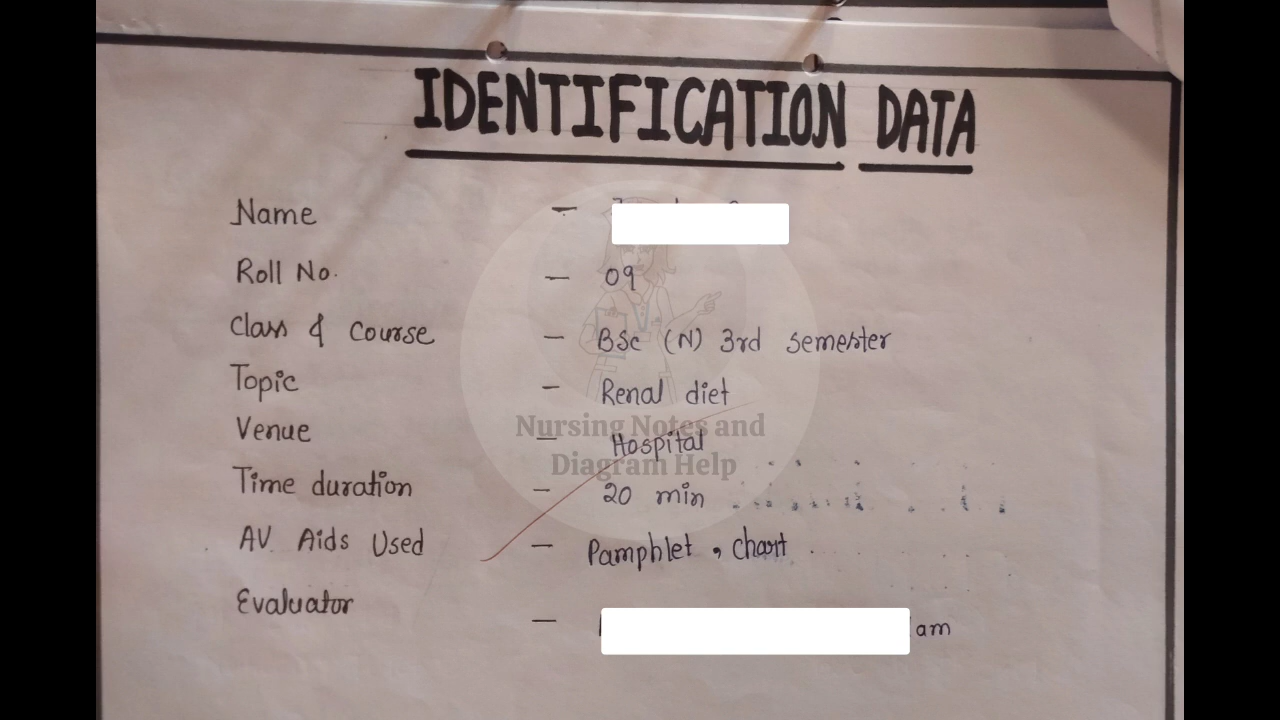 IDENTIFICATION DATA
Name —
Roll No. — 09
Class & Course — BSc (N) 3rd semester
Topic — Renal diet
Venue — Hospital
Time duration — 20 min
AV Aids Used — Pamphlet , chart
Evaluator — am
Nursing Notes and
Diagram Help